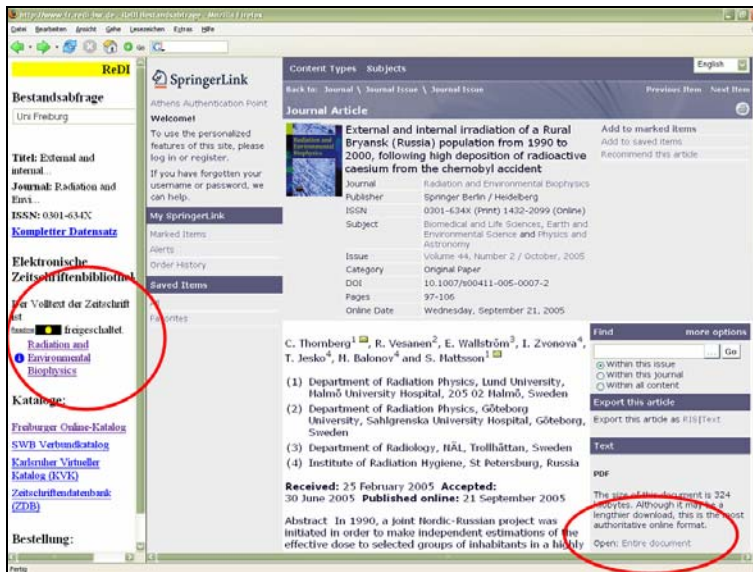 http://www-fr.redi-bw.de - ReDI Bestandsabfrage - Mozilla Firefox
Datei Bearbeiten Ansicht Gehe Lesezeichen Extras Hilfe
ReDI
Bestandsabfrage
Uni Freiburg
Titel: External and
internal...
Journal: Radiation and
Envi...
ISSN: 0301-634X
Kompletter Datensatz
Elektronische
Zeitschriftenbibliothek
Der Volltext der Zeitschrift
ist
freigeschaltet.
Radiation and
Environmental
Biophysics
Kataloge:
Freiburger Online-Katalog
SWB Verbundkatalog
Karlsruher Virtueller
Katalog (KVK)
Zeitschriftendatenbank
(ZDB)
Bestellung:
Fertig
SpringerLink
Athens Authentication Point
Welcome!
To use the personalized
features of this site, please
log in or register.
If you have forgotten your
username or password, we
can help.
My SpringerLink
Marked Items
Alerts
Order History
Saved Items
All
Favorites
Content Types Subjects
English
Back to: Journal \ Journal Issue \ Journal Issue
Previous Item Next Item
Journal Article
Radiation and
Environmental
Biophysics
External and internal irradiation of a Rural
Bryansk (Russia) population from 1990 to
2000, following high deposition of radioactive
caesium from the chernobyl accident
Journal Radiation and Environmental Biophysics
Publisher Springer Berlin / Heidelberg
ISSN 0301-634X (Print) 1432-2099 (Online)
Subject Biomedical and Life Sciences, Earth and
Environmental Science and Physics and
Astronomy
Issue Volume 44, Number 2 / October, 2005
Category Original Paper
DOI 10.1007/s00411-005-0007-2
Pages 97-106
Online Date Wednesday, September 21, 2005
Add to marked items
Add to saved items
Recommend this article
C. Thornberg1, R. Vesanen2, E. Wallström3, I. Zvonova4,
T. Jesko4, M. Balonov4 and S. Mattsson1
(1) Department of Radiation Physics, Lund University,
Malmö University Hospital, 205 02 Malmö, Sweden
(2) Department of Radiation Physics, Göteborg
University, Sahlgrenska University Hospital, Göteborg,
Sweden
(3) Department of Radiology, NÄL, Trollhättan, Sweden
(4) Institute of Radiation Hygiene, St Petersburg, Russia
Received: 25 February 2005 Accepted:
30 June 2005 Published online: 21 September 2005
Abstract In 1990, a joint Nordic-Russian project was
initiated in order to make independent estimations of the
effective dose to selected groups of inhabitants in a highly
Find more options
... Go
Within this issue
Within this journal
Within all content
Export this article
Export this article as RIS|Text
Text
PDF
The size of this document is 324
kilobytes. Although it may be a
lengthier download, this is the most
authoritative online format.
Open: Entire document